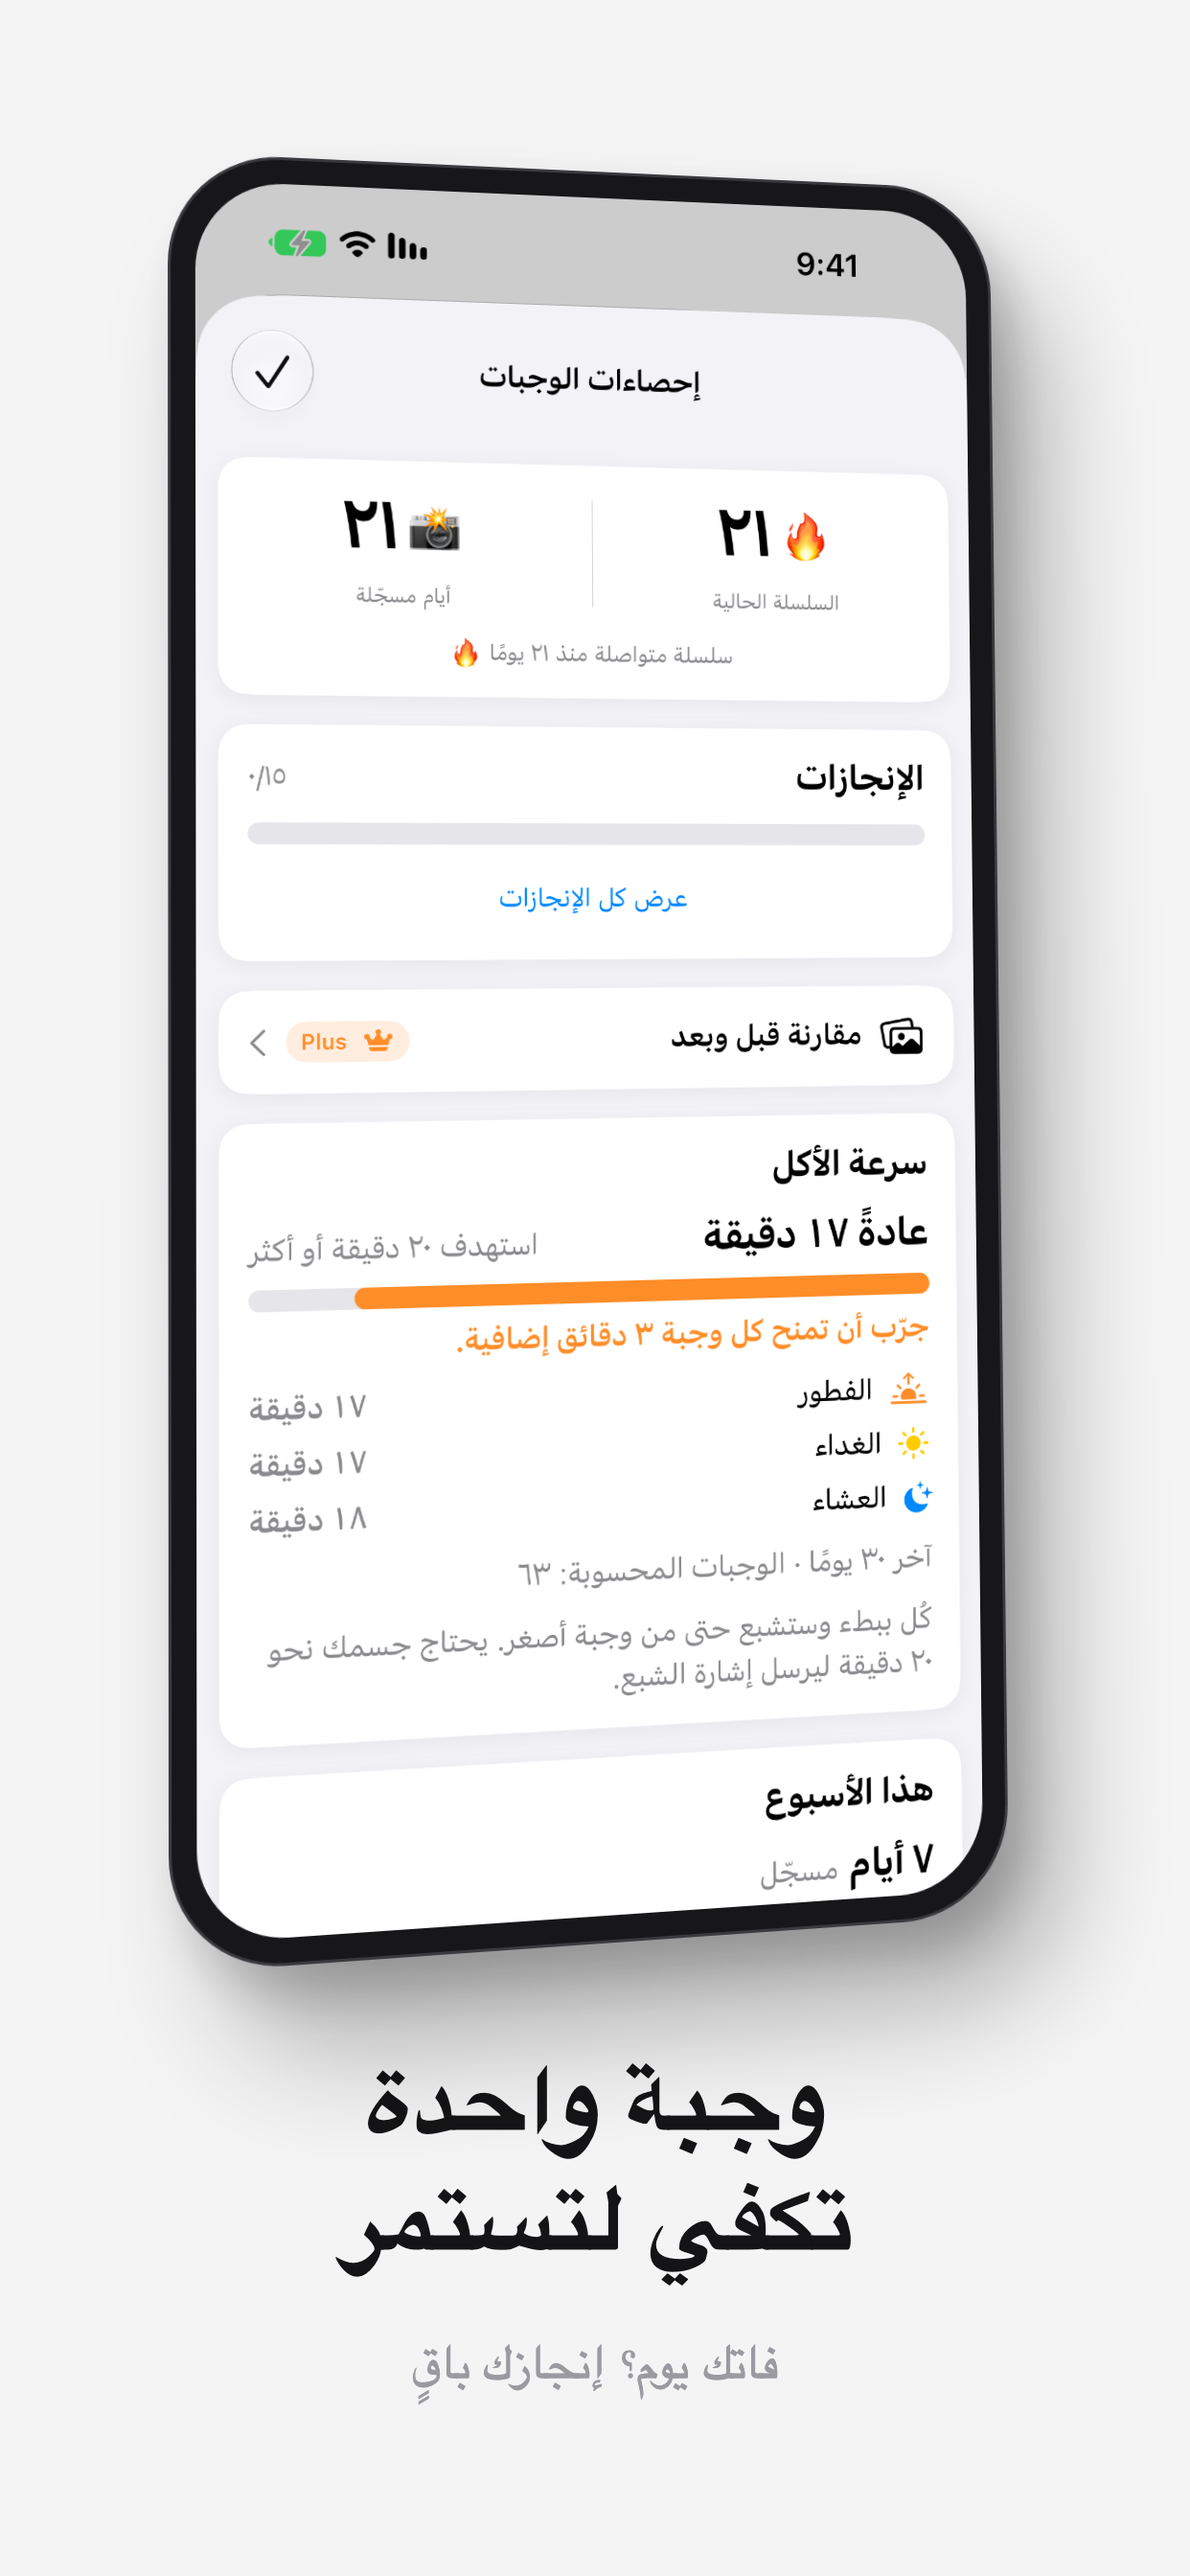 9:41
إحصاءات الوجبات
🔥 ٢١
السلسلة الحالية
📸 ٢١
أيام مسجّلة
سلسلة متواصلة منذ ٢١ يومًا 🔥
الإنجازات
٠/١٥
عرض كل الإنجازات
مقارنة قبل وبعد
Plus
سرعة الأكل
عادةً ١٧ دقيقة
استهدف ٢٠ دقيقة أو أكثر
جرّب أن تمنح كل وجبة ٣ دقائق إضافية.
الفطور ١٧ دقيقة
الغداء ١٧ دقيقة
العشاء ١٨ دقيقة
آخر ٣٠ يومًا · الوجبات المحسوبة: ٦٣
كُل ببطء وستشبع حتى من وجبة أصغر. يحتاج جسمك نحو
٢٠ دقيقة ليرسل إشارة الشبع.
هذا الأسبوع
٧ أيام مسجّل
وجبة واحدة
تكفي لتستمر
فاتك يوم؟ إنجازك باقٍ